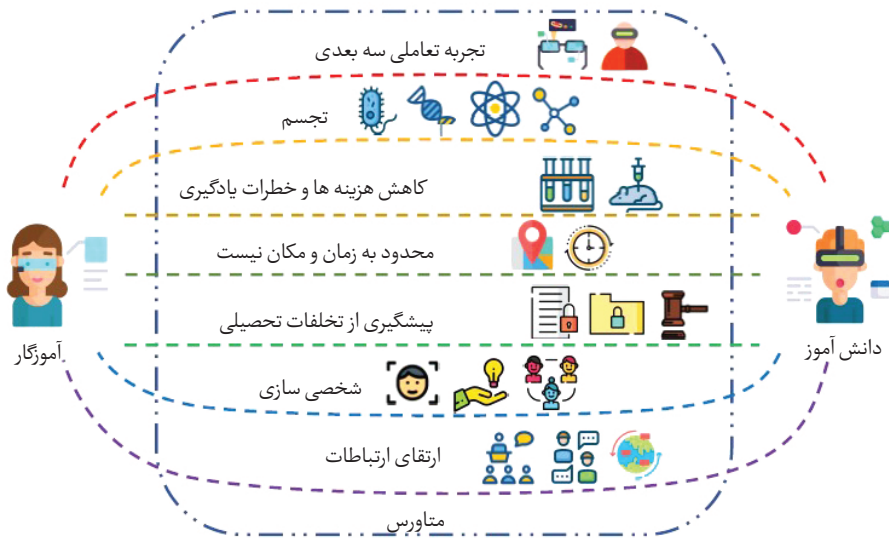 تجربه تعاملی سه بعدی
تجسم
کاهش هزینه ها و خطرات یادگیری
محدود به زمان و مکان نیست
پیشگیری از تخلفات تحصیلی
دانش آموز
آموزگار
شخصی سازی
ارتقای ارتباطات
متاورس